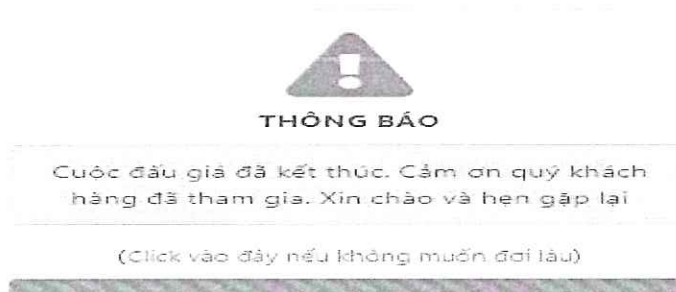 THÔNG BÁO
Cuộc đấu giá đã kết thúc. Cảm ơn quý khách
hàng đã tham gia. Xin chào và hẹn gặp lại
(Click vào đây nếu không muốn đợi lâu)